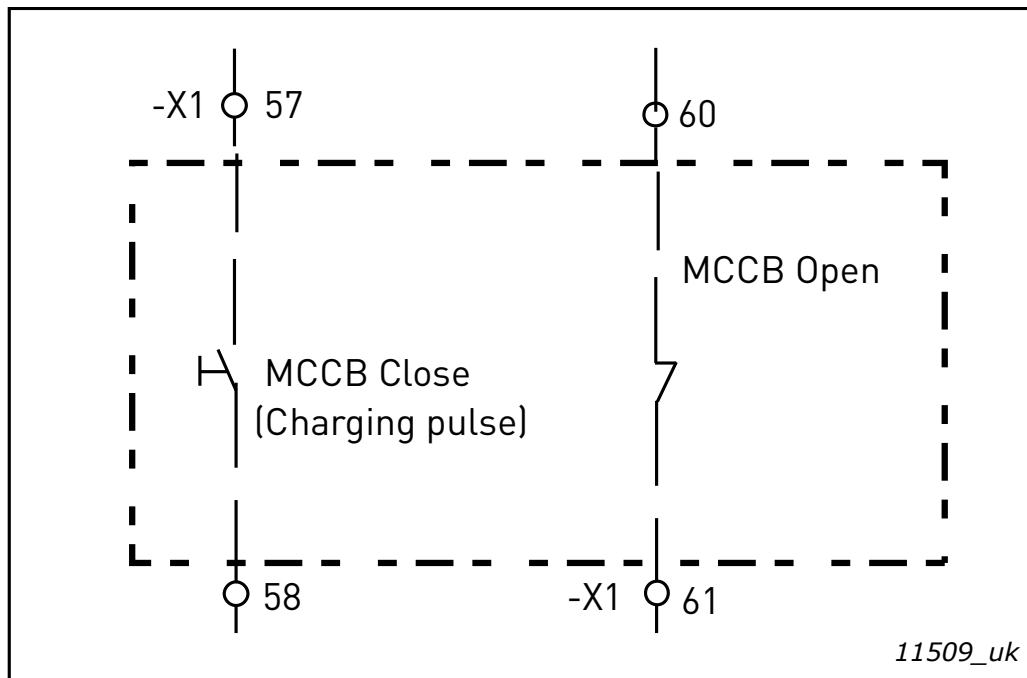 -X1 57
60
MCCB Open
MCCB Close
(Charging pulse)
58
-X1 61
11509_uk